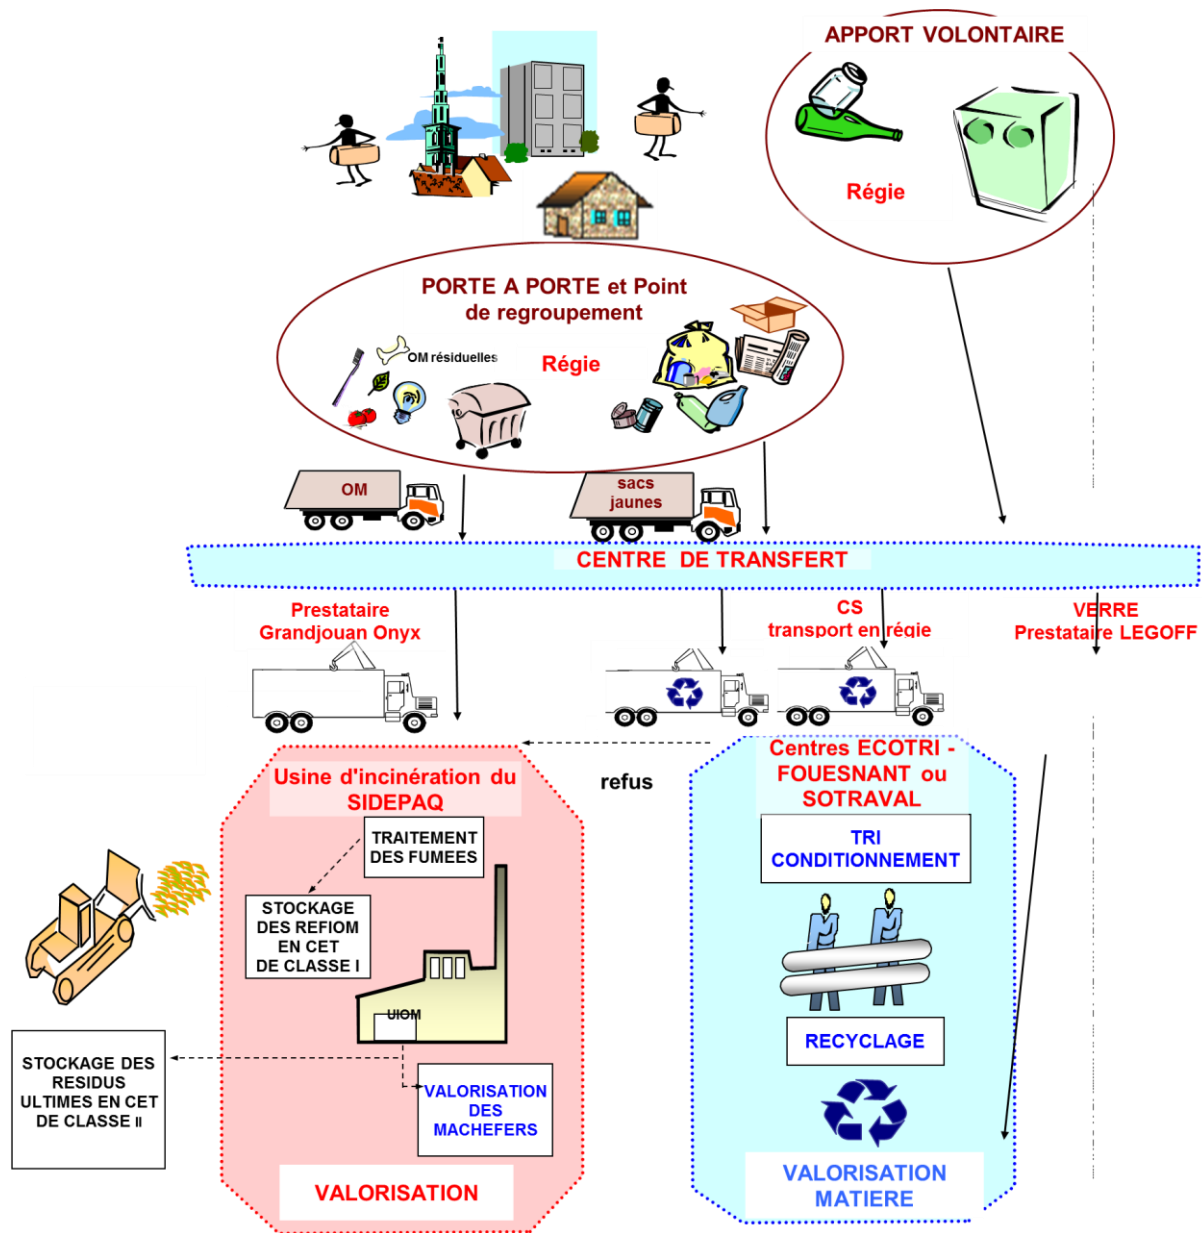 APPORT VOLONTAIRE
Régie
PORTE A PORTE et Point
de regroupement
OM résiduelles
Régie
OM
sacs
jaunes
CENTRE DE TRANSFERT
Prestataire
Grandjouan Onyx
CS
transport en régie
VERRE
Prestataire LEGOFF
Usine d'incinération du
SIDEPAQ
refus
Centres ECOTRI -
FOUESNANT ou
SOTRAVAL
TRAITEMENT
DES FUMEES
TRI
CONDITIONNEMENT
STOCKAGE
DES REFIOM
EN CET
DE CLASSE I
UIOM
RECYCLAGE
STOCKAGE DES
RESIDUS
ULTIMES EN CET
DE CLASSE II
VALORISATION
DES
MACHEFERS
VALORISATION
VALORISATION
MATIERE